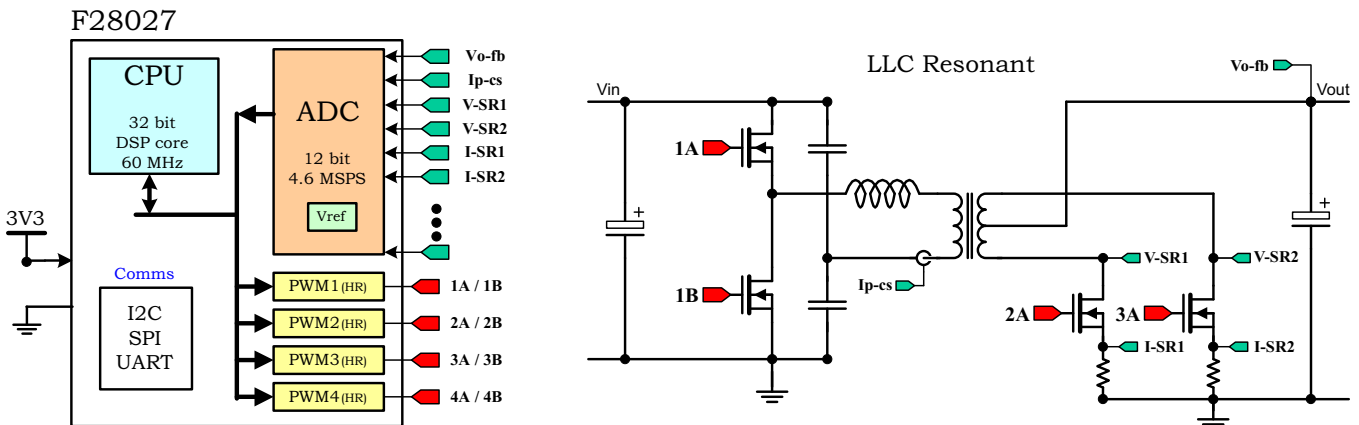 F28027
CPU
32 bit
DSP core
60 MHz
ADC
12 bit
4.6 MSPS
Vref
Vo-fb
Ip-cs
V-SR1
V-SR2
I-SR1
I-SR2
3V3
Comms
I2C
SPI
UART
PWM1(HR)
1A / 1B
PWM2(HR)
2A / 2B
PWM3(HR)
3A / 3B
PWM4(HR)
4A / 4B
LLC Resonant
Vin
Vo-fb
Vout
1A
1B
Ip-cs
V-SR1
V-SR2
2A
3A
I-SR1
I-SR2
+
+